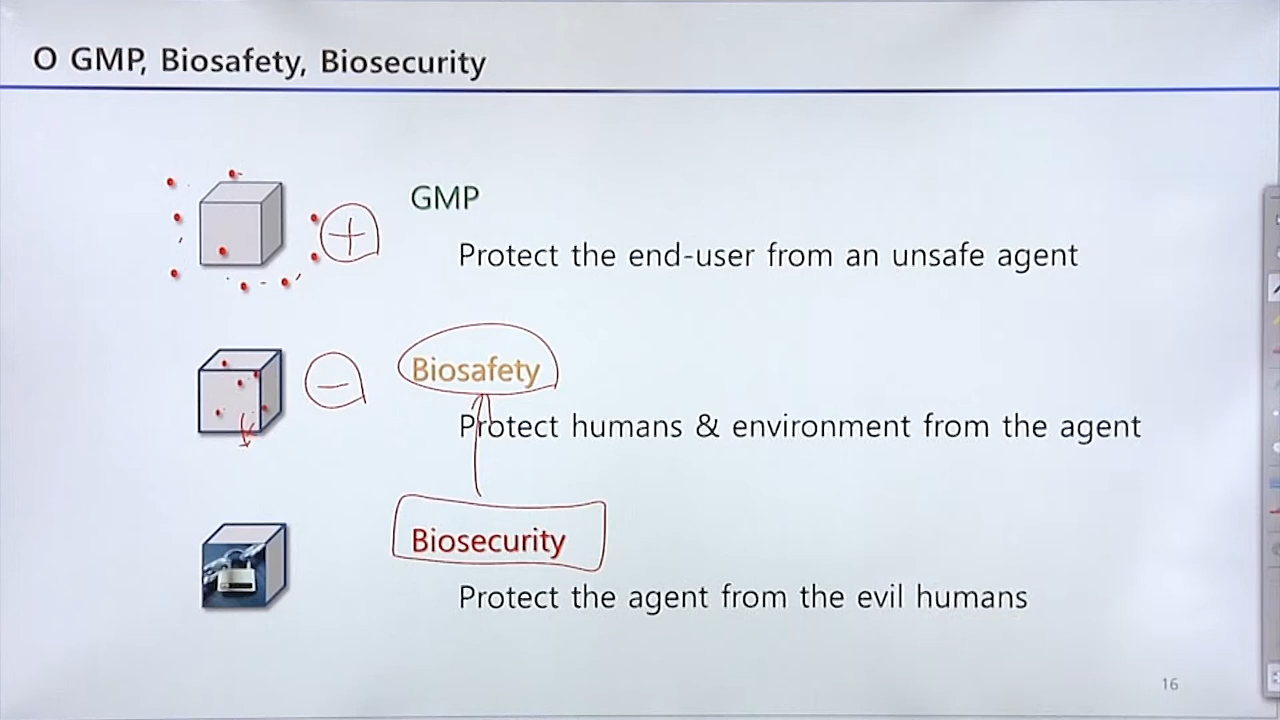 O GMP, Biosafety, Biosecurity
GMP
Protect the end-user from an unsafe agent
Biosafety
Protect humans & environment from the agent
Biosecurity
Protect the agent from the evil humans
16